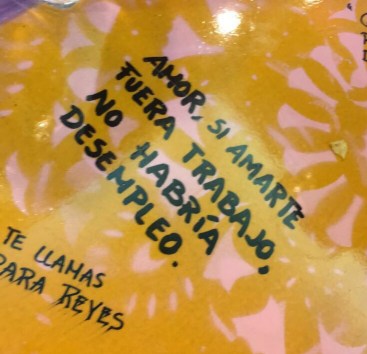 AMOR, SI AMARTE
FUERA TRABAJO,
NO HABRÍA
DESEMPLEO.
TE LLAMAS
PARA REYES